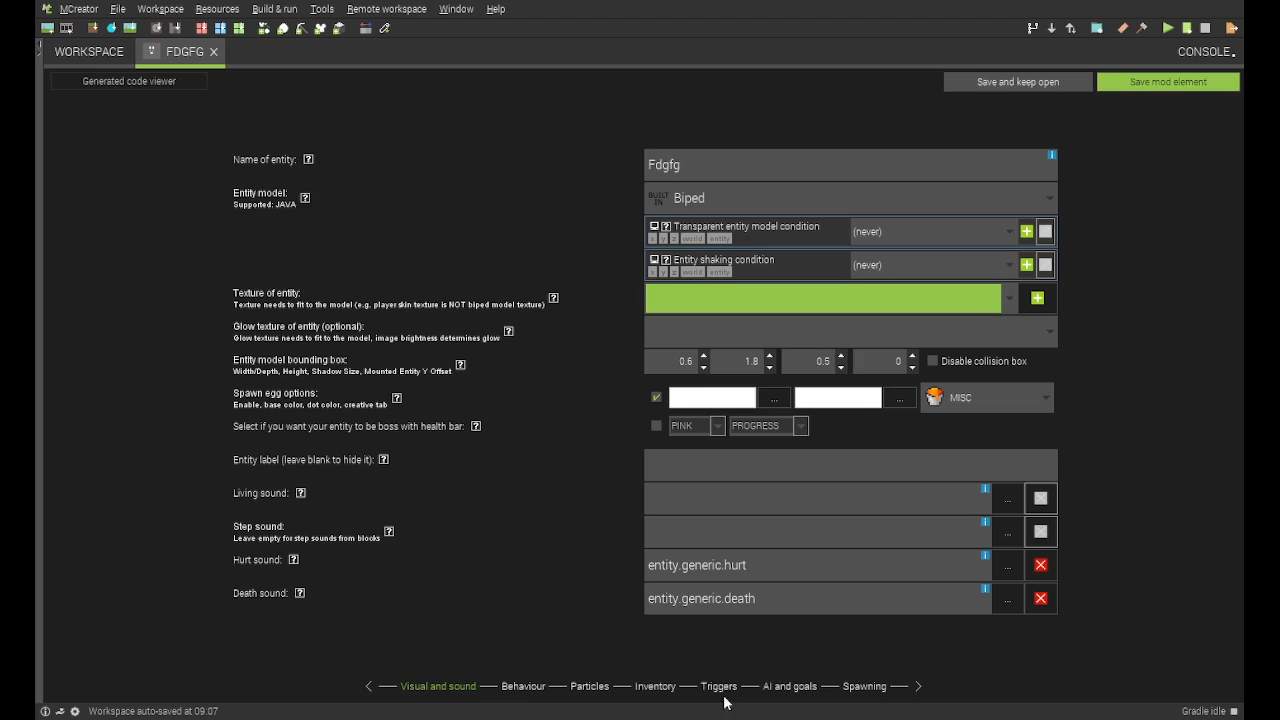 MCreator File Workspace Resources Build & run Tools Remote workspace Window Help
WORKSPACE FDGFG CONSOLE
Generated code viewer Save and keep open Save mod element
Name of entity: ? Fdgfg
Entity model: ? BUILT IN Biped
Supported: JAVA
? Transparent entity model condition (never)
x y z world entity
? Entity shaking condition (never)
x y z world entity
Texture of entity: ?
Texture needs to fit to the model (e.g. player skin texture is NOT biped model texture)
Glow texture of entity (optional): ?
Glow texture needs to fit to the model, image brightness determines glow
Entity model bounding box: ? 0.6 1.8 0.5 0 Disable collision box
Width/Depth, Height, Shadow Size, Mounted Entity Y Offset
Spawn egg options: ? ... ... MISC
Enable, base color, dot color, creative tab
Select if you want your entity to be boss with health bar: ? PINK PROGRESS
Entity label (leave blank to hide it): ?
Living sound: ? ...
Step sound: ? ...
Leave empty for step sounds from blocks
Hurt sound: ? entity.generic.hurt ...
Death sound: ? entity.generic.death ...
Visual and sound Behaviour Particles Inventory Triggers AI and goals Spawning
Workspace auto-saved at 09:07 Gradle idle